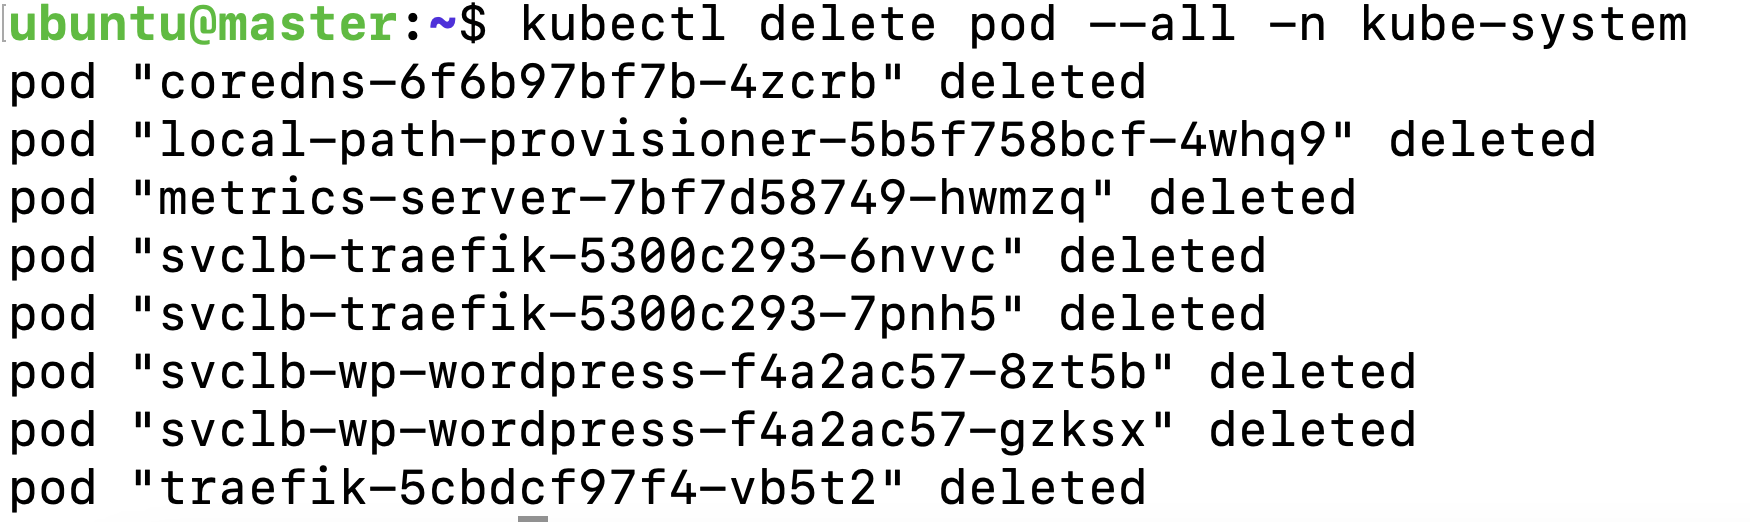 ubuntu@master:~$ kubectl delete pod --all -n kube-system
pod "coredns-6f6b97bf7b-4zcrb" deleted
pod "local-path-provisioner-5b5f758bcf-4whq9" deleted
pod "metrics-server-7bf7d58749-hwmzq" deleted
pod "svclb-traefik-5300c293-6nvvc" deleted
pod "svclb-traefik-5300c293-7pnh5" deleted
pod "svclb-wp-wordpress-f4a2ac57-8zt5b" deleted
pod "svclb-wp-wordpress-f4a2ac57-gzksx" deleted
pod "traefik-5cbdcf97f4-vb5t2" deleted